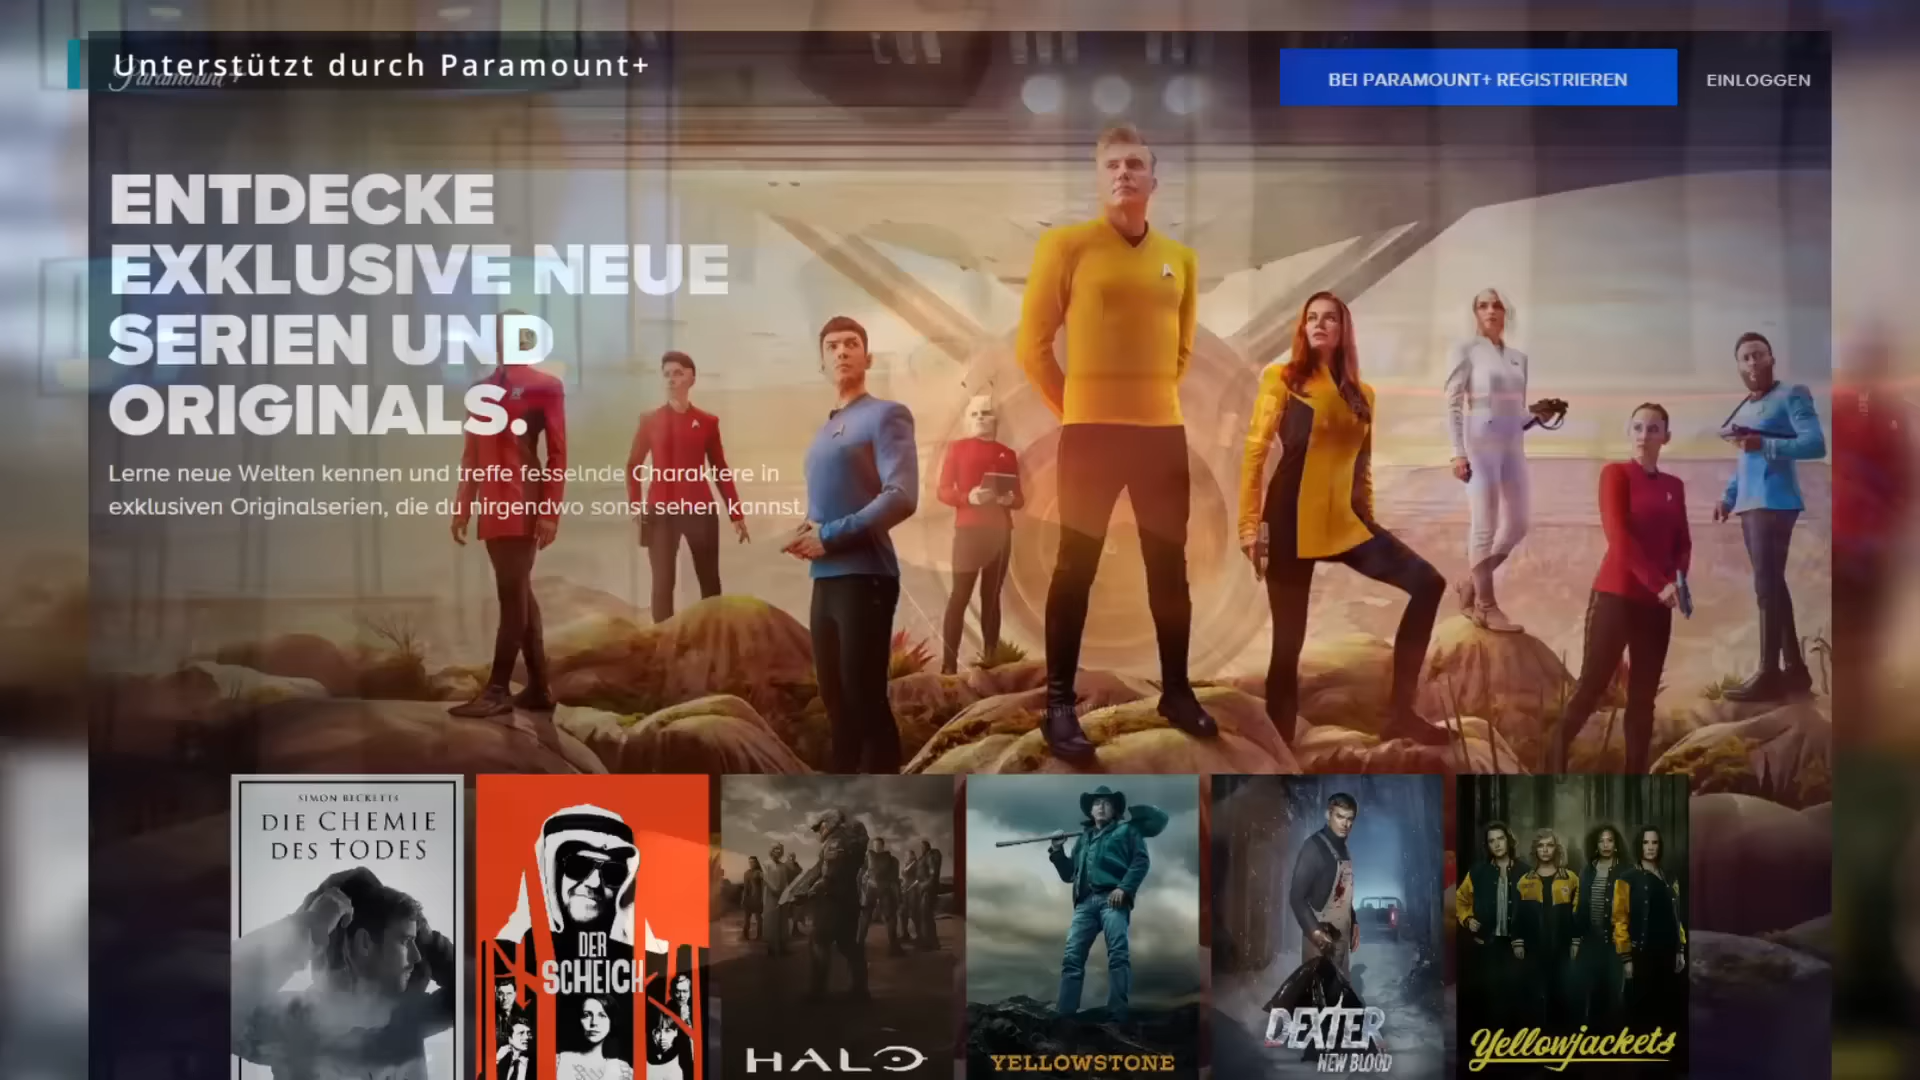 Unterstützt durch Paramount+
Paramount+
BEI PARAMOUNT+ REGISTRIEREN
EINLOGGEN
ENTDECKE
EXKLUSIVE NEUE
SERIEN UND
ORIGINALS.
Lerne neue Welten kennen und treffe fesselnde Charaktere in
exklusiven Originalserien, die du nirgendwo sonst sehen kannst.
SIMON BECKETTS
DIE CHEMIE
DES TODES
DER
SCHEICH
HALO
YELLOWSTONE
DEXTER
NEW BLOOD
Yellowjackets